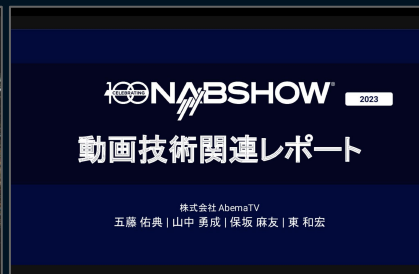 100 CELEBRATING NABSHOW® 2023
動画技術関連レポート
株式会社 AbemaTV
五藤 佑典 | 山中 勇成 | 保坂 麻友 | 東 和宏